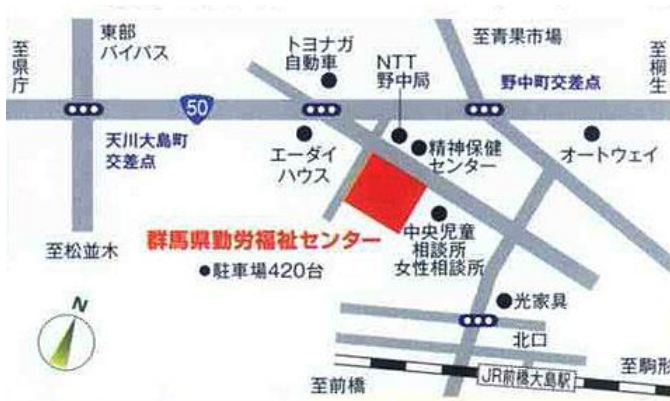 東部
バイパス
至県庁
トヨナガ
自動車
NTT
野中局
至青果市場
野中町交差点
至桐生
50
天川大島町
交差点
エーダイ
ハウス
精神保健
センター
オートウェイ
群馬県勤労福祉センター
●駐車場420台
中央児童
相談所
女性相談所
至松並木
光家具
北口
N
至前橋
JR前橋大島駅
至駒形